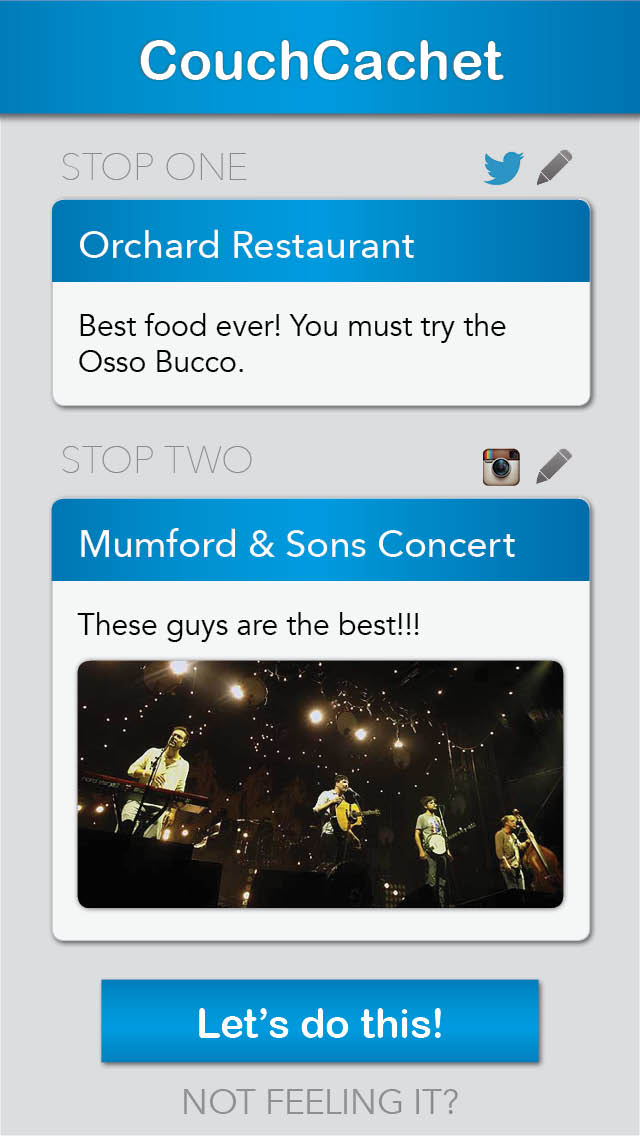 CouchCachet
STOP ONE
Orchard Restaurant
Best food ever! You must try the
Osso Bucco.
STOP TWO
Mumford & Sons Concert
These guys are the best!!!
Let’s do this!
NOT FEELING IT?